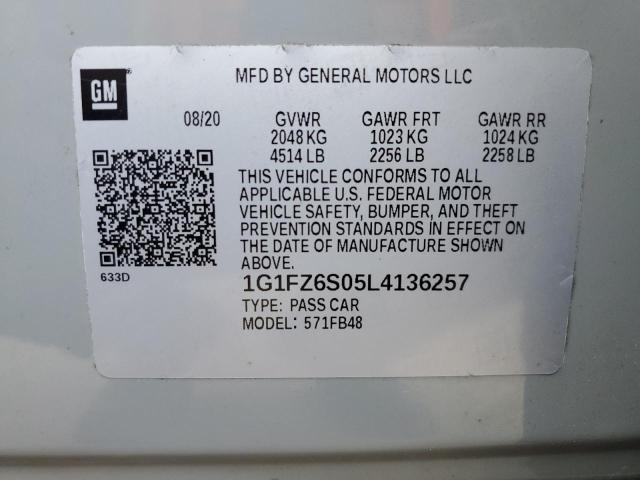 GM
®
MFD BY GENERAL MOTORS LLC
08/20 GVWR GAWR FRT GAWR RR
2048 KG 1023 KG 1024 KG
4514 LB 2256 LB 2258 LB
THIS VEHICLE CONFORMS TO ALL
APPLICABLE U.S. FEDERAL MOTOR
VEHICLE SAFETY, BUMPER, AND THEFT
PREVENTION STANDARDS IN EFFECT ON
THE DATE OF MANUFACTURE SHOWN
ABOVE.
633D
1G1FZ6S05L4136257
TYPE: PASS CAR
MODEL: 571FB48